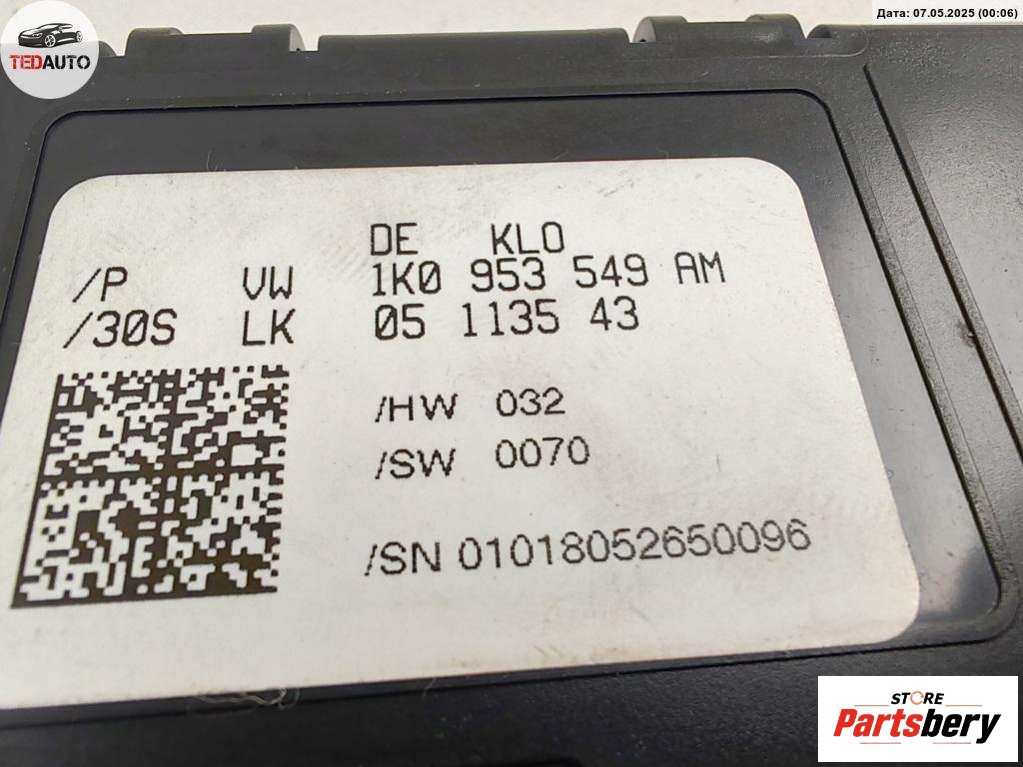 Дата: 07.05.2025 (00:06)
TEDAUTO
DE KLO
/P VW 1K0 953 549 AM
/30S LK 05 1135 43
/HW 032
/SW 0070
/SN 01018052650096
STORE
Partsbery